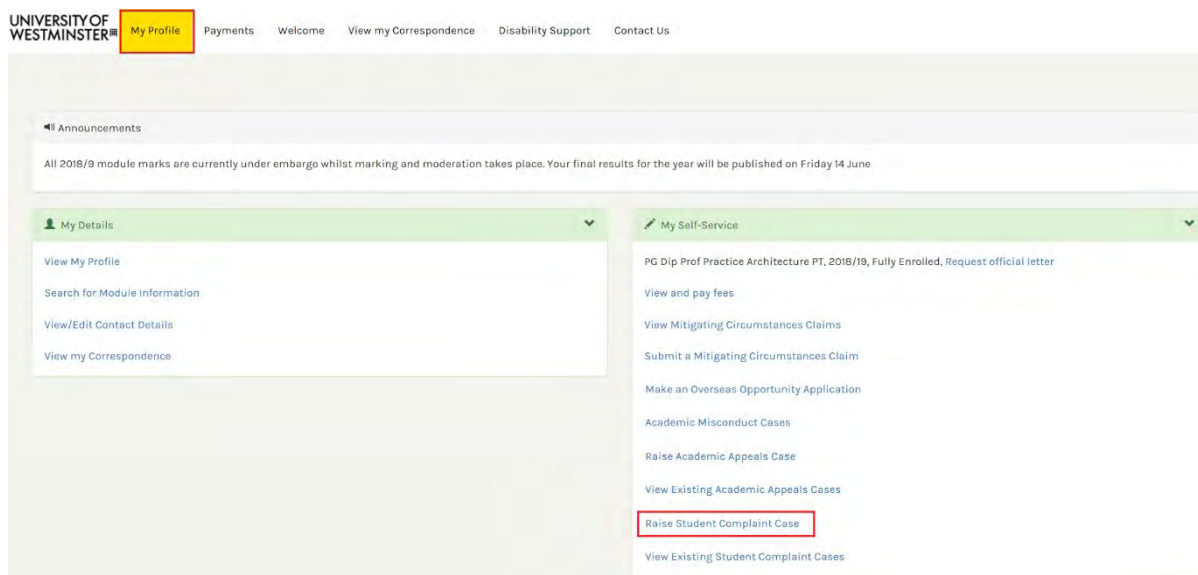 UNIVERSITY OF
WESTMINSTER
My Profile
Payments
Welcome
View my Correspondence
Disability Support
Contact Us
Announcements
All 2018/9 module marks are currently under embargo whilst marking and moderation takes place. Your final results for the year will be published on Friday 14 June
My Details
View My Profile
Search for Module Information
View/Edit Contact Details
View my Correspondence
My Self-Service
PG Dip Prof Practice Architecture PT, 2018/19, Fully Enrolled, Request official letter
View and pay fees
View Mitigating Circumstances Claims
Submit a Mitigating Circumstances Claim
Make an Overseas Opportunity Application
Academic Misconduct Cases
Raise Academic Appeals Case
View Existing Academic Appeals Cases
Raise Student Complaint Case
View Existing Student Complaint Cases